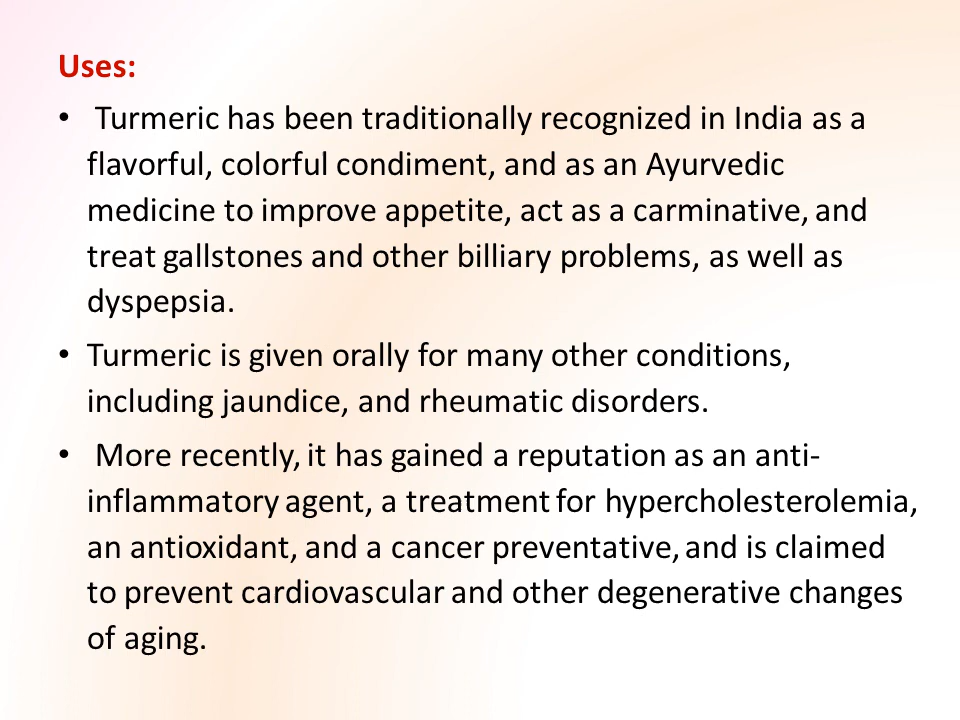 Uses:
• Turmeric has been traditionally recognized in India as a
flavorful, colorful condiment, and as an Ayurvedic
medicine to improve appetite, act as a carminative, and
treat gallstones and other billiary problems, as well as
dyspepsia.
• Turmeric is given orally for many other conditions,
including jaundice, and rheumatic disorders.
• More recently, it has gained a reputation as an anti-
inflammatory agent, a treatment for hypercholesterolemia,
an antioxidant, and a cancer preventative, and is claimed
to prevent cardiovascular and other degenerative changes
of aging.